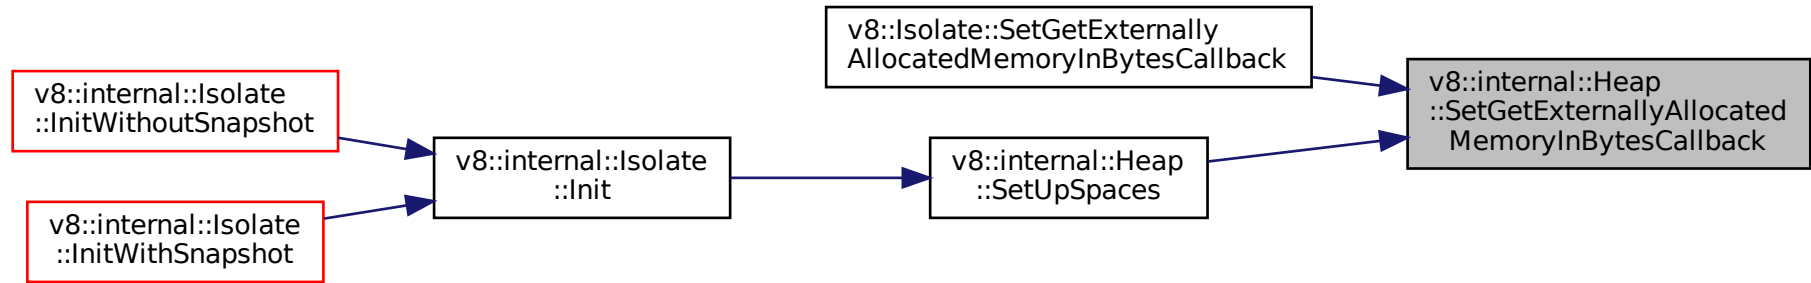 v8::internal::Isolate
::InitWithoutSnapshot
v8::internal::Isolate
::InitWithSnapshot
v8::internal::Isolate
::Init
v8::Isolate::SetGetExternally
AllocatedMemoryInBytesCallback
v8::internal::Heap
::SetUpSpaces
v8::internal::Heap
::SetGetExternallyAllocated
MemoryInBytesCallback